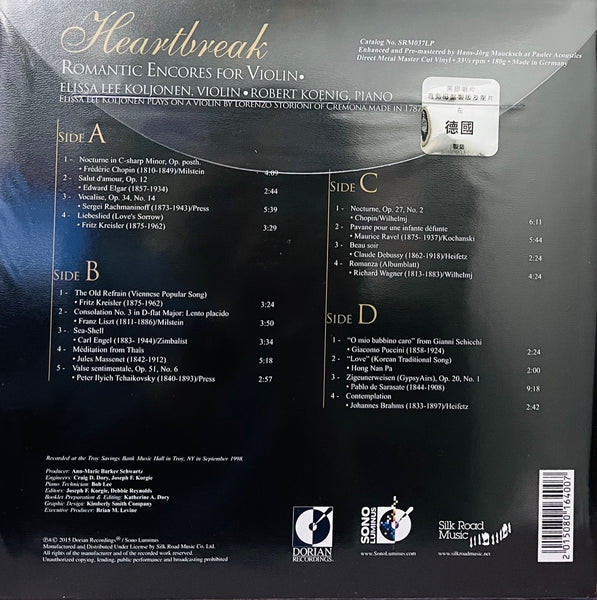 Heartbreak
ROMANTIC ENCORES FOR VIOLIN•
ELISSA LEE KOLJONEN, VIOLIN • ROBERT KOENIG, PIANO
ELISSA LEE KOLJONEN PLAYS ON A VIOLIN BY LORENZO STORIONI OF CREMONA MADE IN 1787
Catalog No. SRM037LP
Enhanced & Pre-mastered by Hans-Jörg Maucksch at Pauler Acoustics
Direct Metal Master Cut Vinyl • 33⅓ rpm • 180g • Made in Germany
德國
製造
SIDE A
1 - Nocturne in C-sharp Minor, Op. posth.
• Frédéric Chopin (1810-1849)/Milstein 4:09
2 - Salut d'amour, Op. 12
• Edward Elgar (1857-1934) 2:44
3 - Vocalise, Op. 34, No. 14
• Sergei Rachmaninoff (1873-1943)/Press 5:39
4 - Liebeslied (Love's Sorrow)
• Fritz Kreisler (1875-1962) 3:29
SIDE B
1 - The Old Refrain (Viennese Popular Song)
• Fritz Kreisler (1875-1962) 3:24
2 - Consolation No. 3 in D-flat Major: Lento placido
• Franz Liszt (1811-1886)/Milstein 3:50
3 - Sea-Shell
• Carl Engel (1883- 1944)/Zimbalist 3:34
4 - Méditation from Thaïs
• Jules Massenet (1842-1912) 5:18
5 - Valse sentimentale, Op. 51, No. 6
• Peter Ilyich Tchaikovsky (1840-1893)/Press 2:57
SIDE C
1 - Nocturne, Op. 27, No. 2
• Chopin/Wilhelmj 6:11
2 - Pavane pour une infante défunte
• Maurice Ravel (1875-1937)/Kochanski 5:44
3 - Beau soir
• Claude Debussy (1862-1918)/Heifetz 2:24
4 - Romanza (Albumblatt)
• Richard Wagner (1813-1883)/Wilhelmj 4:24
SIDE D
1 - "O mio babbino caro" from Gianni Schicchi
• Giacomo Puccini (1858-1924) 2:24
2 - "Love" (Korean Traditional Song)
• Hong Nan Pa 2:00
3 - Zigeunerweisen (GypsyAirs), Op. 20, No. 1
• Pablo de Sarasate (1844-1908) 9:18
4 - Contemplation
• Johannes Brahms (1833-1897)/Heifetz 2:42
Recorded at the Troy Savings Bank Music Hall in Troy, NY in September 1998.
Producer: Ann-Marie Barker Schwartz
Engineers: Craig D. Dory, Joseph F. Korgie
Piano Technician: Bob Lee
Editors: Joseph F. Korgie, Debbie Reynolds
Booklet Preparation & Editing: Katherine A. Dory
Graphic Design: Kimberly Smith Company
Executive Producer: Brian M. Levine
℗© 2015 Dorian Recordings® / Sono Luminus
Manufactured and Distributed Under License by Silk Road Music Co. Ltd.
All rights of the manufacturer and of the recorded work reserved.
Unauthorized copying, lending, public performance and broadcasting prohibited
DORIAN
RECORDINGS
SONO
LUMINUS
www.SonoLuminus.com
Silk Road
Music
www.silkroadmusic.net
2 015080 164007